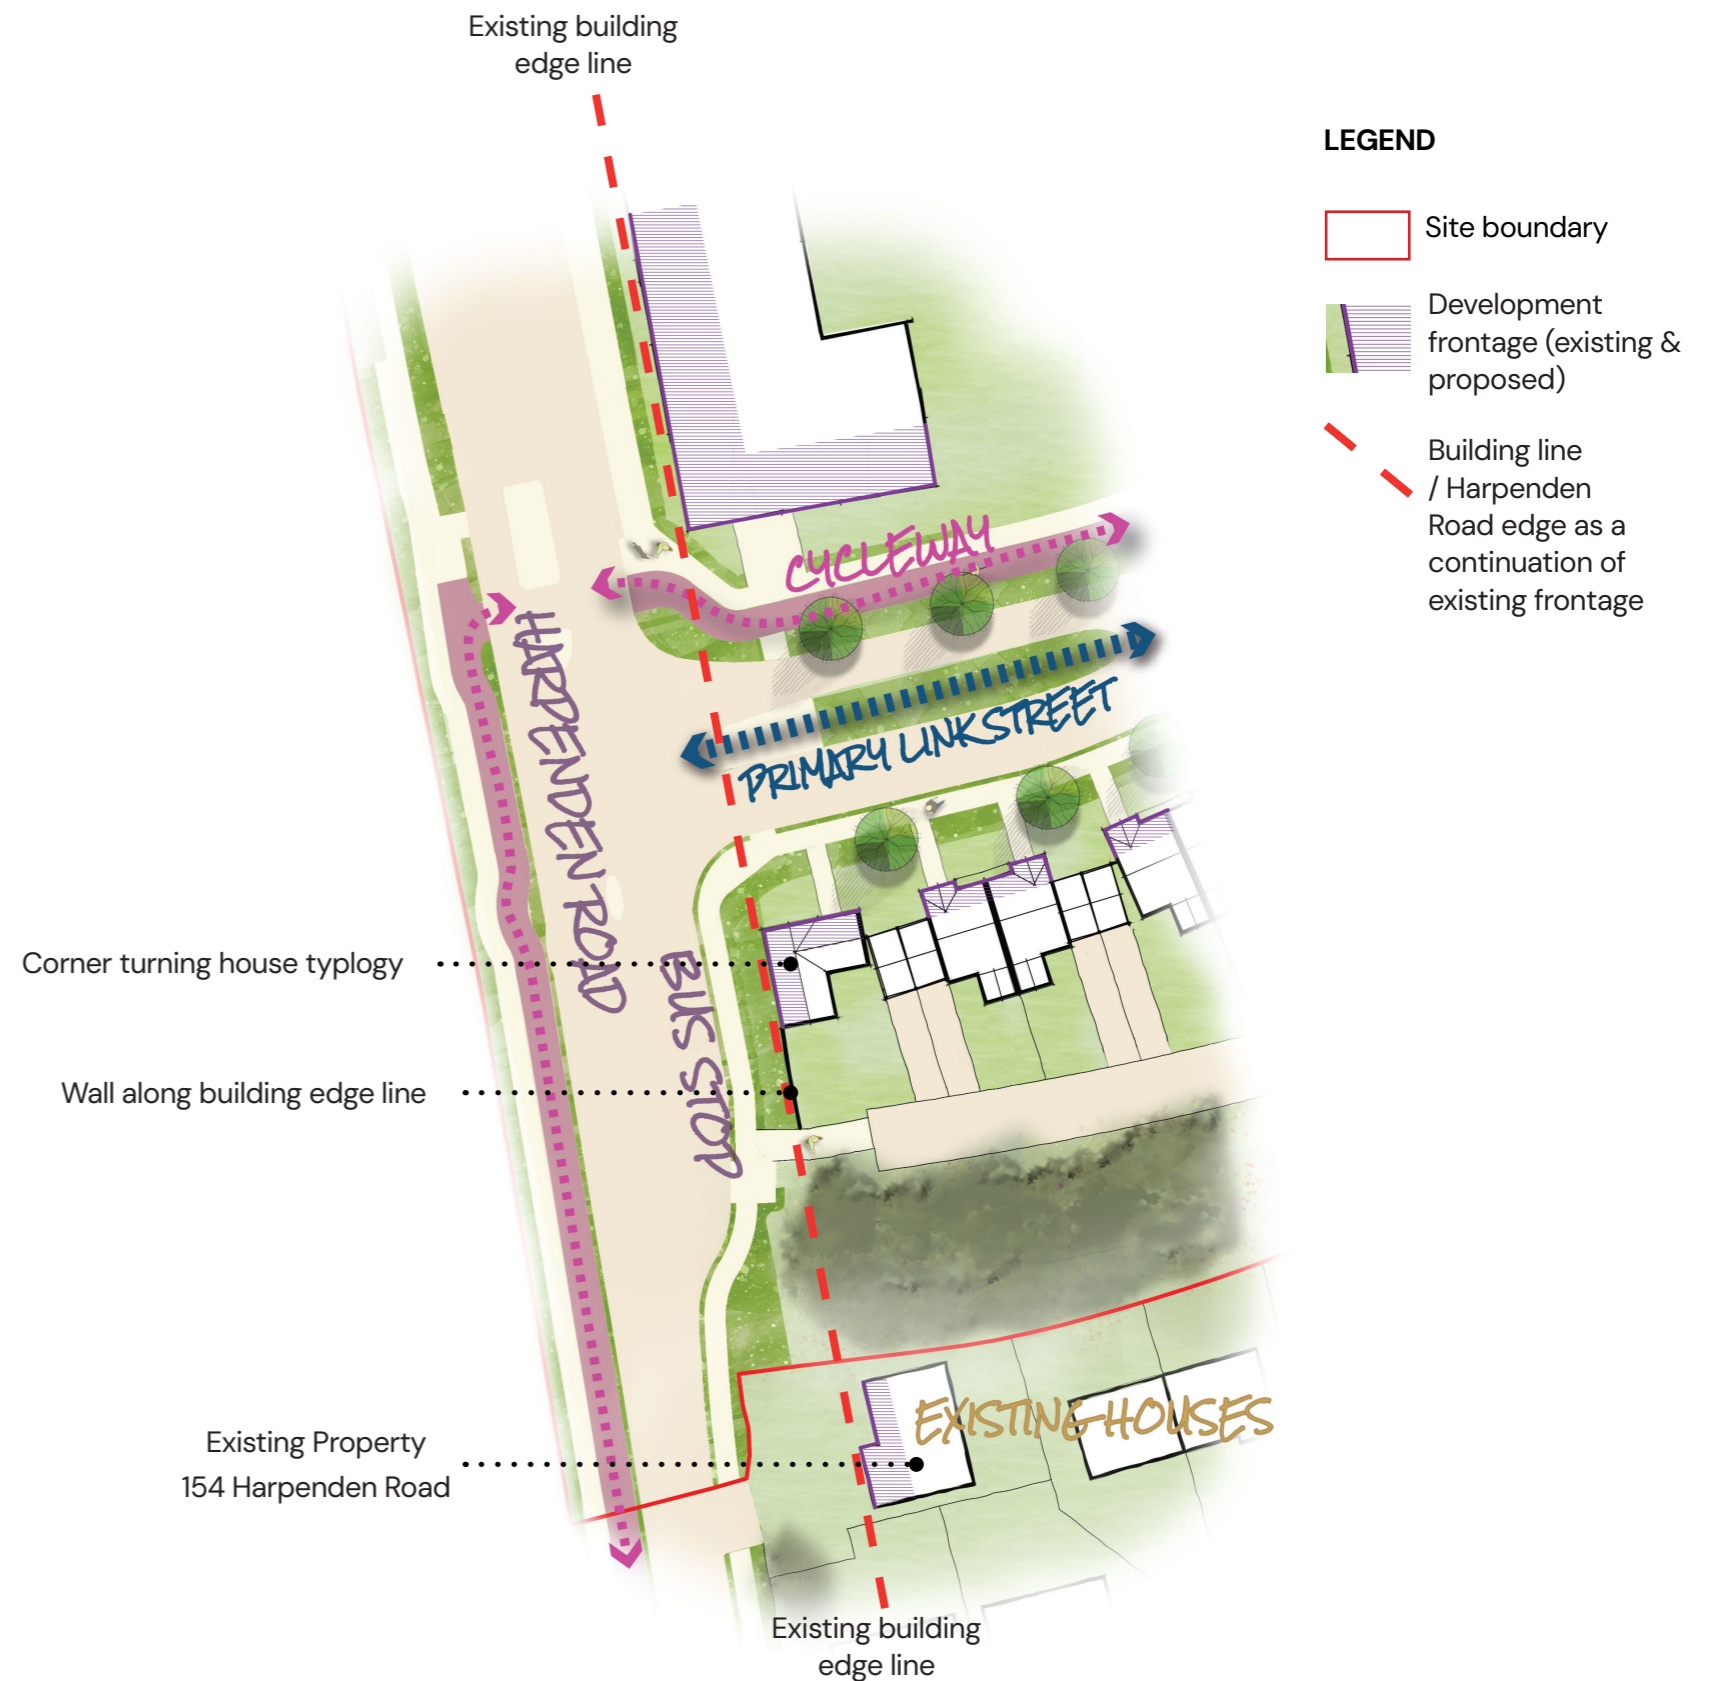 Existing building
edge line
LEGEND
Site boundary
Development
frontage (existing &
proposed)
Building line
/ Harpenden
Road edge as a
continuation of
existing frontage
CYCLEWAY
HARPENDEN ROAD
PRIMARY LINK STREET
BUS STOP
Corner turning house typlogy
Wall along building edge line
EXISTING HOUSES
Existing Property
154 Harpenden Road
Existing building
edge line